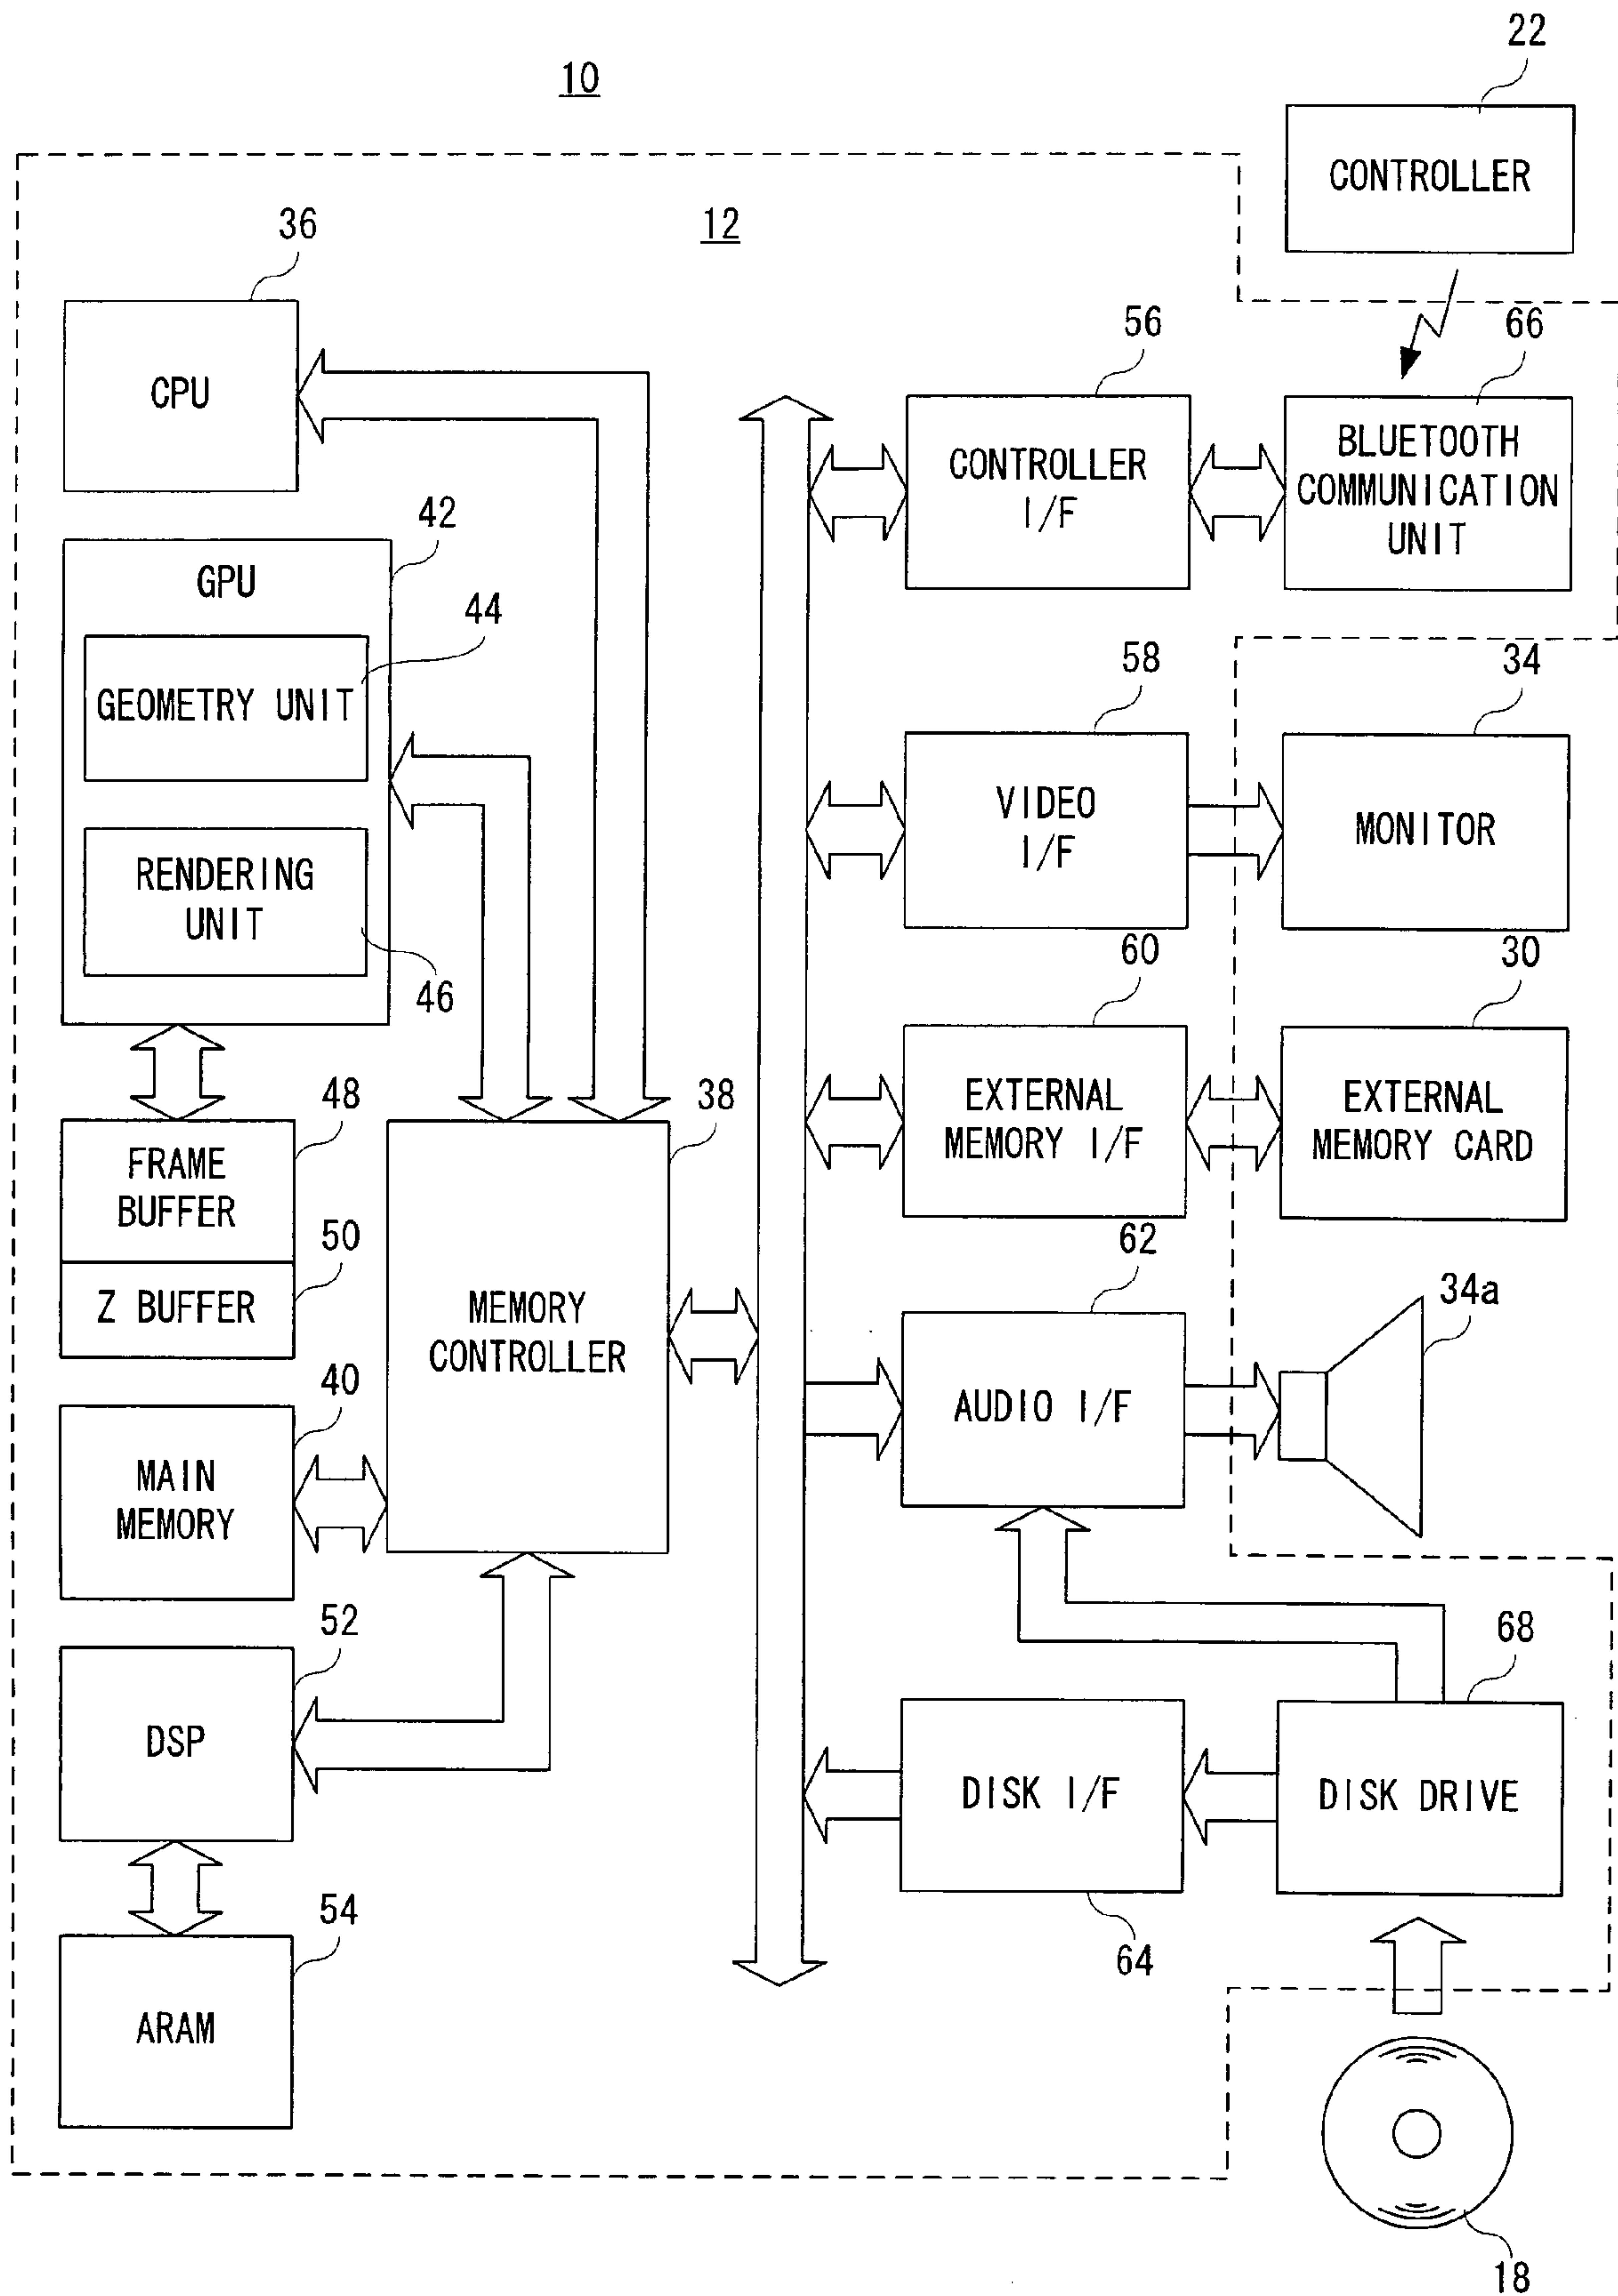 10
22
CONTROLLER
12
36
CPU
56
CONTROLLER
I/F
66
BLUETOOTH
COMMUNICATION
UNIT
42
GPU
44
GEOMETRY UNIT
RENDERING
UNIT
46
58
VIDEO
I/F
34
MONITOR
60
EXTERNAL
MEMORY I/F
30
EXTERNAL
MEMORY CARD
48
FRAME
BUFFER
50
Z BUFFER
38
MEMORY
CONTROLLER
62
AUDIO I/F
34a
40
MAIN
MEMORY
52
DSP
68
DISK DRIVE
DISK I/F
64
54
ARAM
18